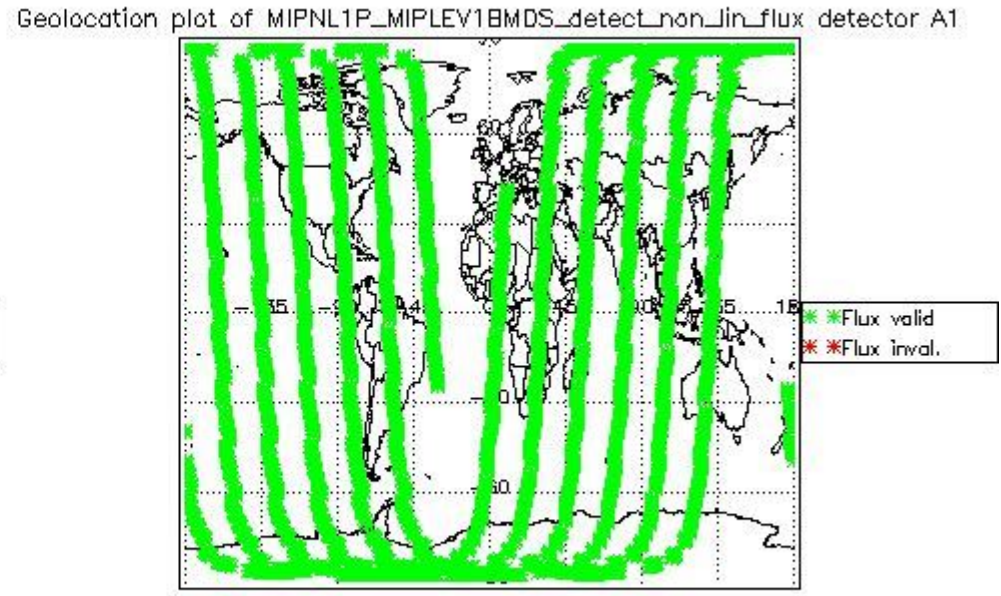 Geolocation plot of MIPNL1P_MIPLEV1BMDS_detect_non_lin_flux detector A1
Flux valid
Flux inval.